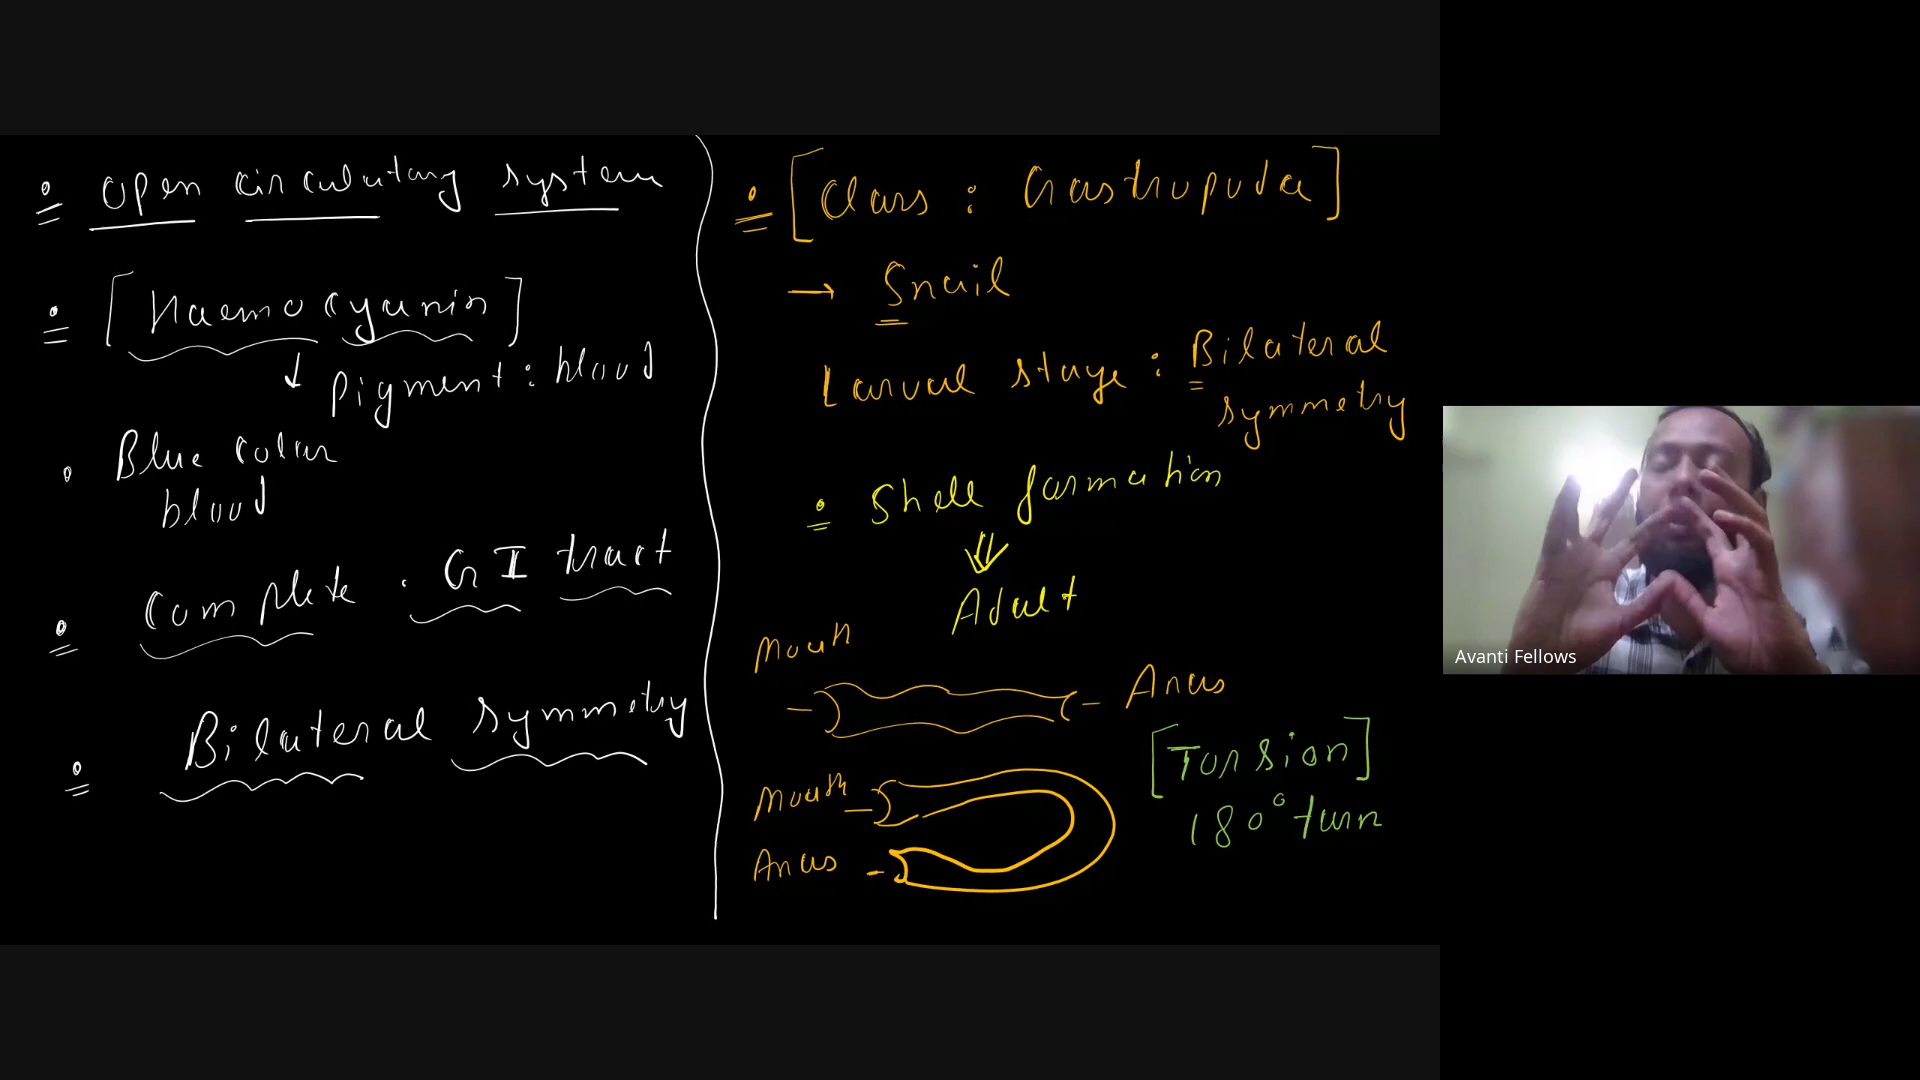 Open circulatory system
[Haemocyanin]
↓ Pigment : blood
• Blue color
blood
Complete . GI tract
Bilateral symmetry
[Class : Gastropoda]
→ Snail
Larval stage : Bilateral
symmetry
Shell formation
Adult
Mouth
Anus
[Torsion]
180° turn
Mouth
Anus
Avanti Fellows